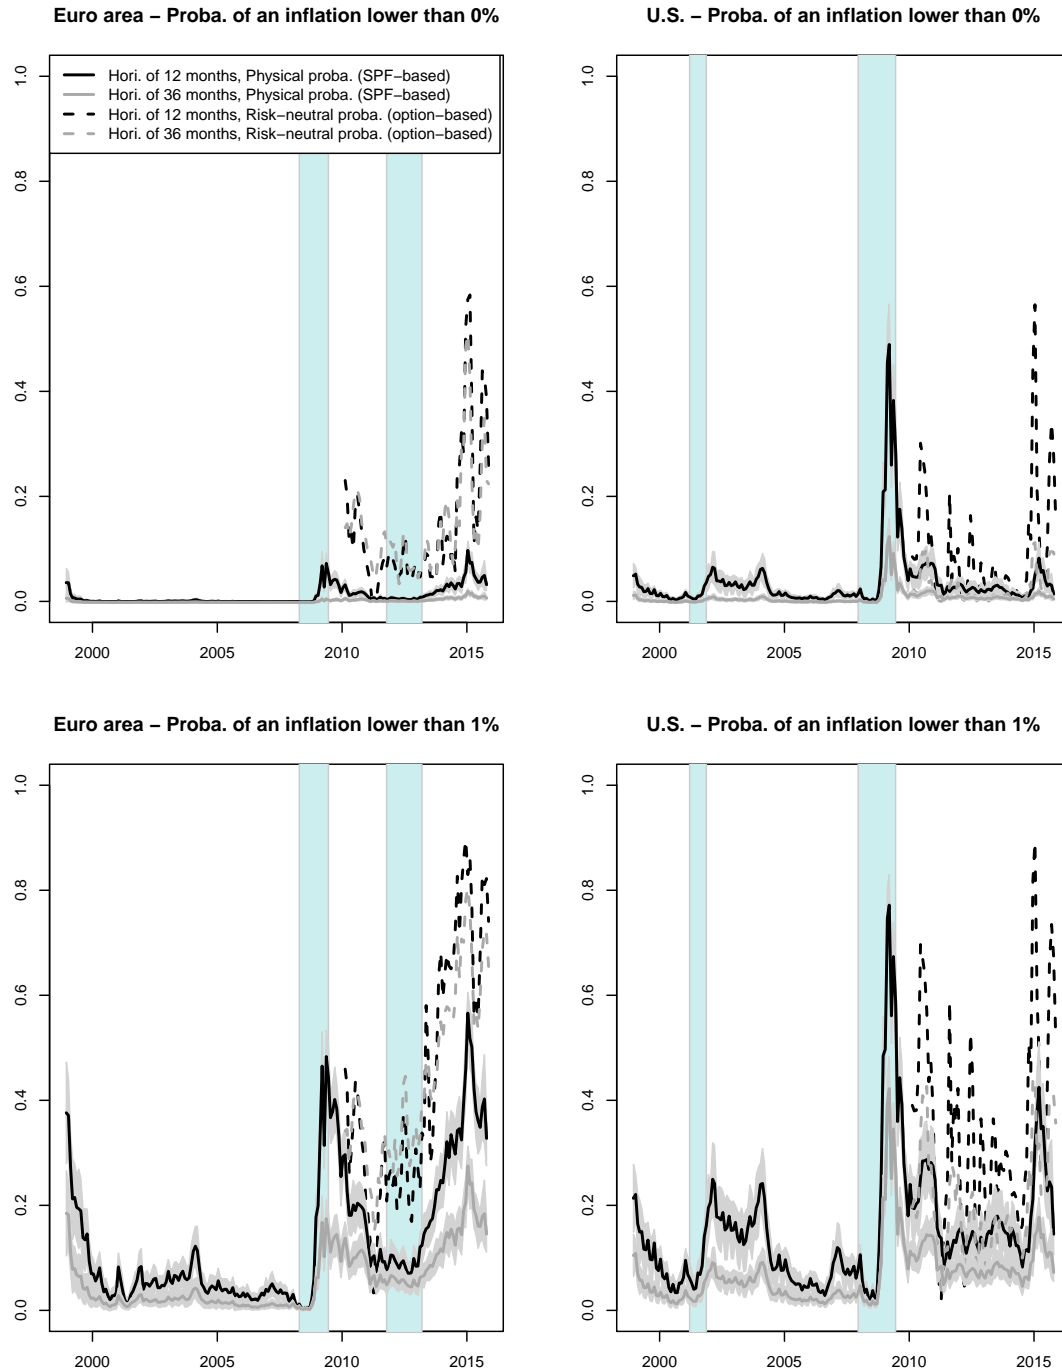 Euro area − Proba. of an inflation lower than 0%
U.S. − Proba. of an inflation lower than 0%
1.0
0.8
0.6
0.4
0.2
0.0
Hori. of 12 months, Physical proba. (SPF−based)
Hori. of 36 months, Physical proba. (SPF−based)
Hori. of 12 months, Risk−neutral proba. (option−based)
Hori. of 36 months, Risk−neutral proba. (option−based)
2000 2005 2010 2015
1.0
0.8
0.6
0.4
0.2
0.0
2000 2005 2010 2015
Euro area − Proba. of an inflation lower than 1%
U.S. − Proba. of an inflation lower than 1%
1.0
0.8
0.6
0.4
0.2
0.0
2000 2005 2010 2015
1.0
0.8
0.6
0.4
0.2
0.0
2000 2005 2010 2015